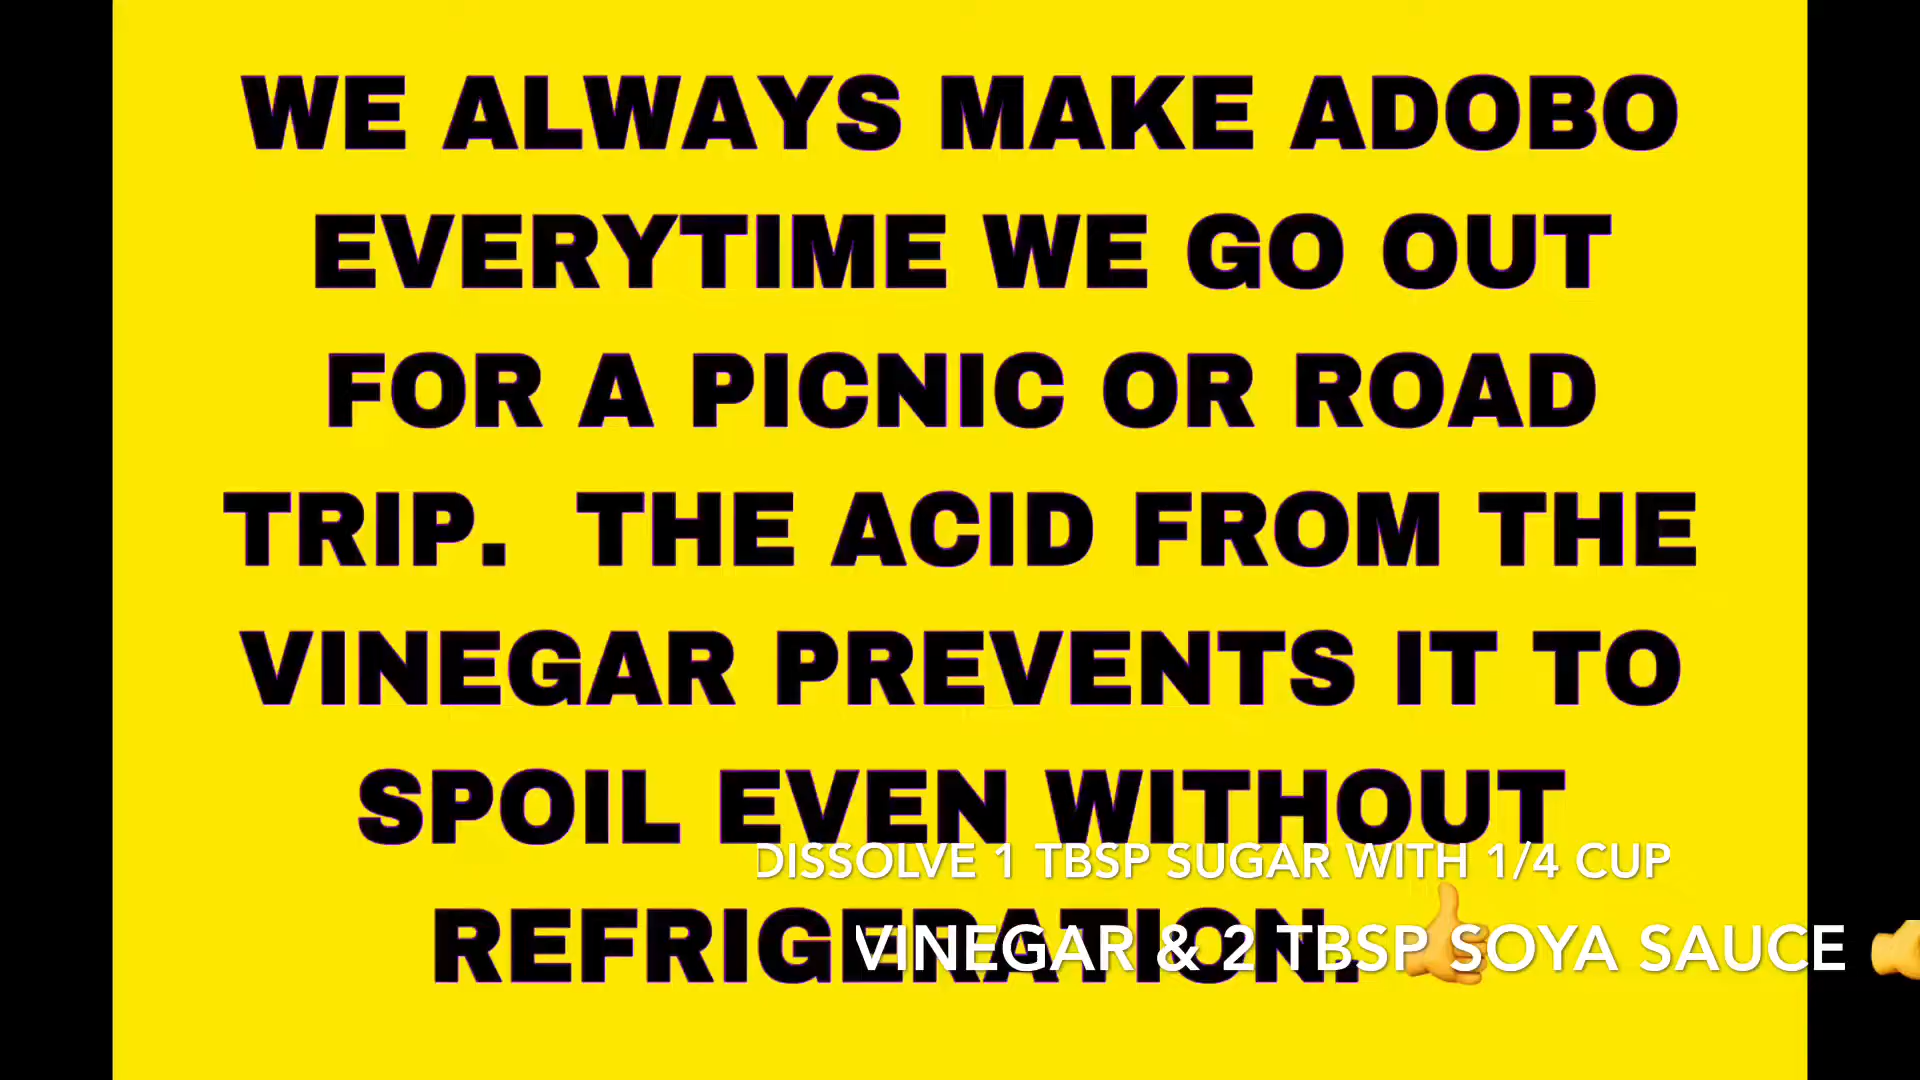 WE ALWAYS MAKE ADOBO
EVERYTIME WE GO OUT
FOR A PICNIC OR ROAD
TRIP. THE ACID FROM THE
VINEGAR PREVENTS IT TO
SPOIL EVEN WITHOUT
DISSOLVE 1 TBSP SUGAR WITH 1/4 CUP
REFRIGERATION. 👍
VINEGAR & 2 TBSP SOYA SAUCE